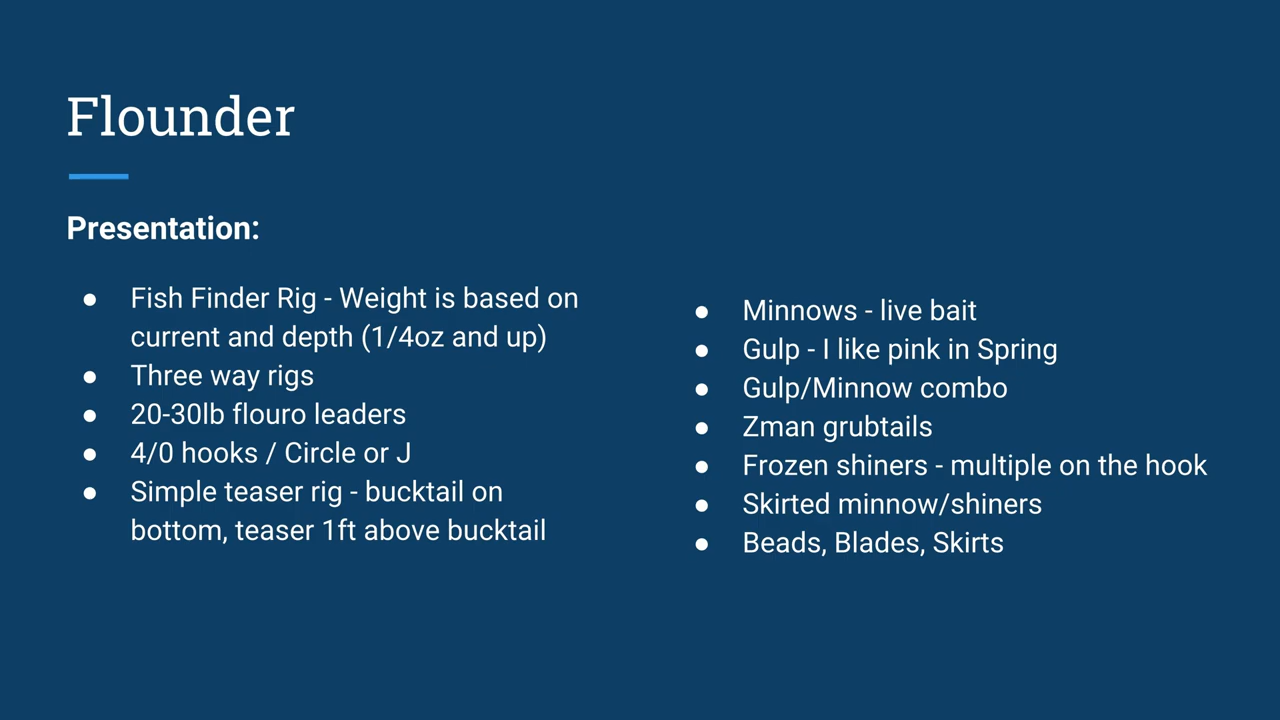 Flounder
Presentation:
● Fish Finder Rig - Weight is based on
current and depth (1/4oz and up)
● Three way rigs
● 20-30lb flouro leaders
● 4/0 hooks / Circle or J
● Simple teaser rig - bucktail on
bottom, teaser 1ft above bucktail
● Minnows - live bait
● Gulp - I like pink in Spring
● Gulp/Minnow combo
● Zman grubtails
● Frozen shiners - multiple on the hook
● Skirted minnow/shiners
● Beads, Blades, Skirts